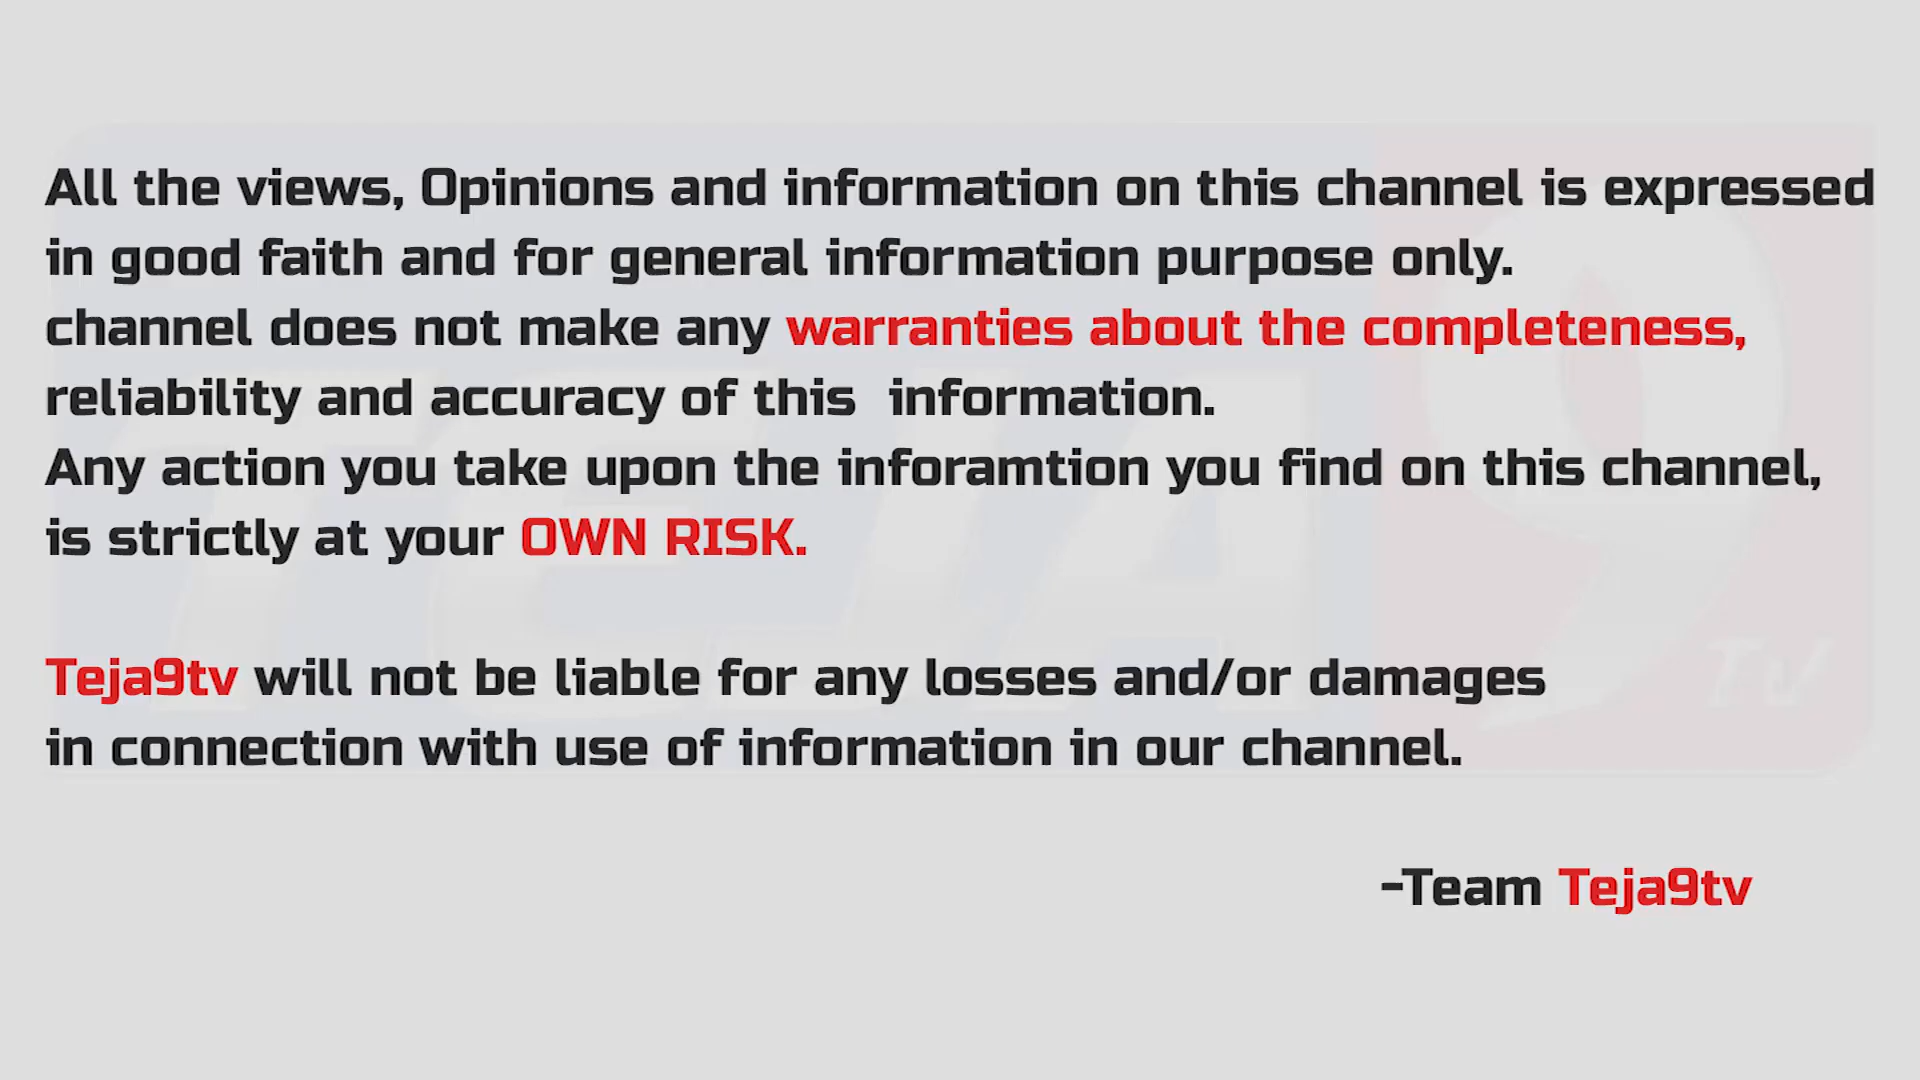 All the views, Opinions and information on this channel is expressed
in good faith and for general information purpose only.
channel does not make any warranties about the completeness,
reliability and accuracy of this  information.
Any action you take upon the inforamtion you find on this channel,
is strictly at your OWN RISK.
Teja9tv will not be liable for any losses and/or damages
in connection with use of information in our channel.
-Team Teja9tv
TEJA9
TV